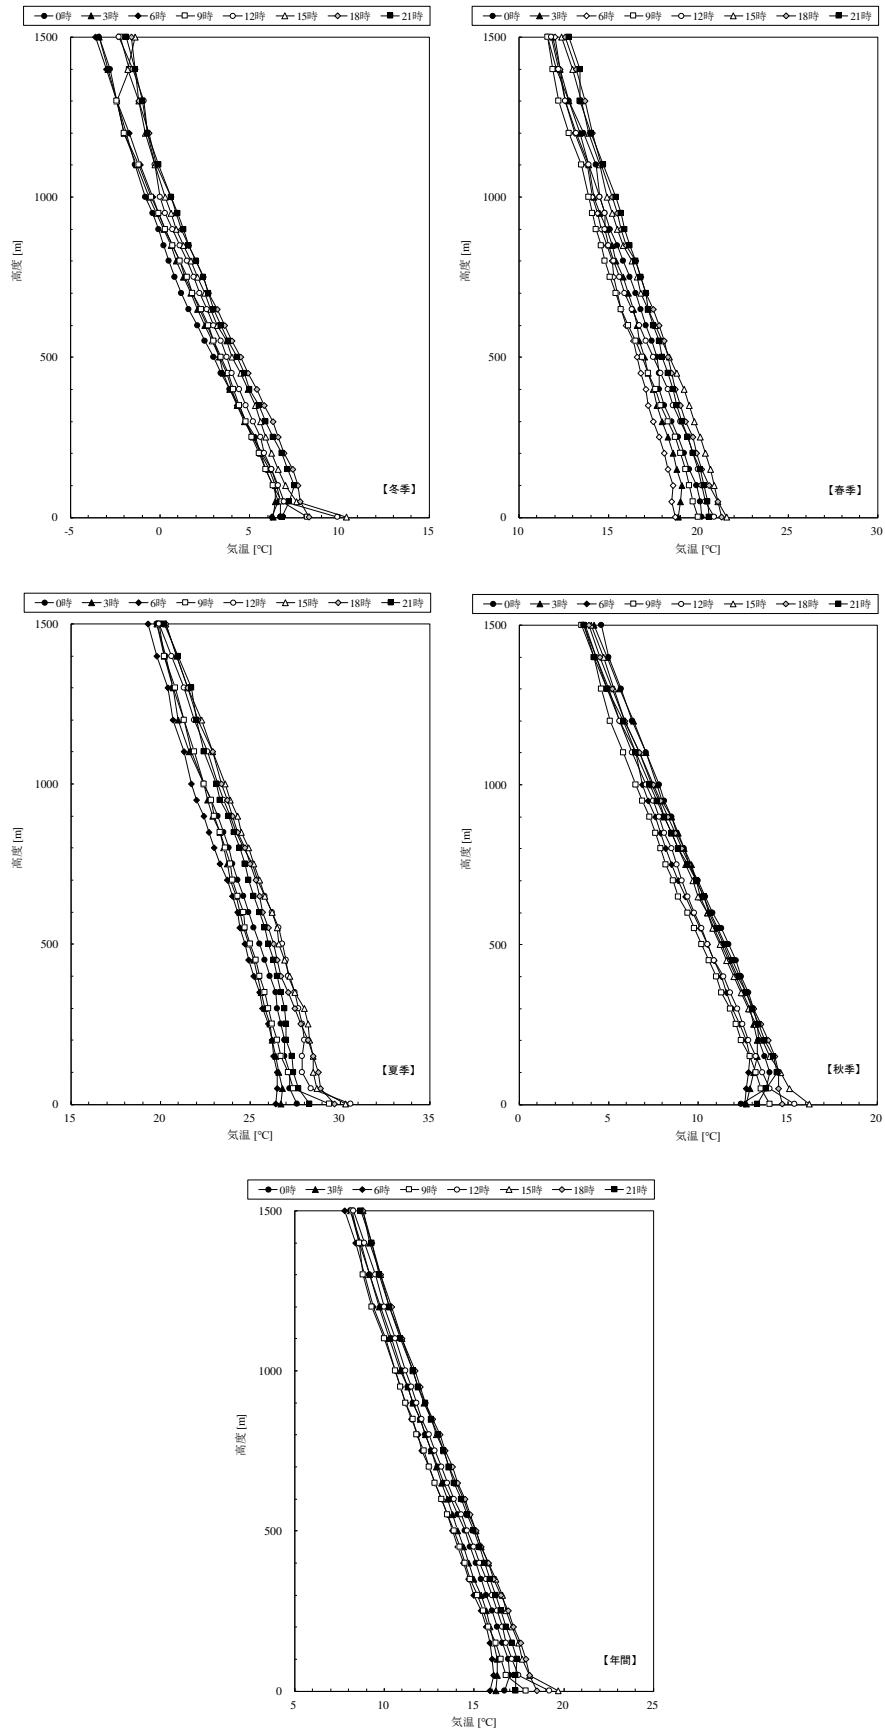 0時 3時 6時 9時 12時 15時 18時 21時
1500
1000
500
0
高度 [m]
-5 0 5 10 15
気温 [℃]
【冬季】
0時 3時 6時 9時 12時 15時 18時 21時
1500
1000
500
0
高度 [m]
10 15 20 25 30
気温 [℃]
【春季】
0時 3時 6時 9時 12時 15時 18時 21時
1500
1000
500
0
高度 [m]
15 20 25 30 35
気温 [℃]
【夏季】
0時 3時 6時 9時 12時 15時 18時 21時
1500
1000
500
0
高度 [m]
0 5 10 15 20
気温 [℃]
【秋季】
0時 3時 6時 9時 12時 15時 18時 21時
1500
1000
500
0
高度 [m]
5 10 15 20 25
気温 [℃]
【年間】